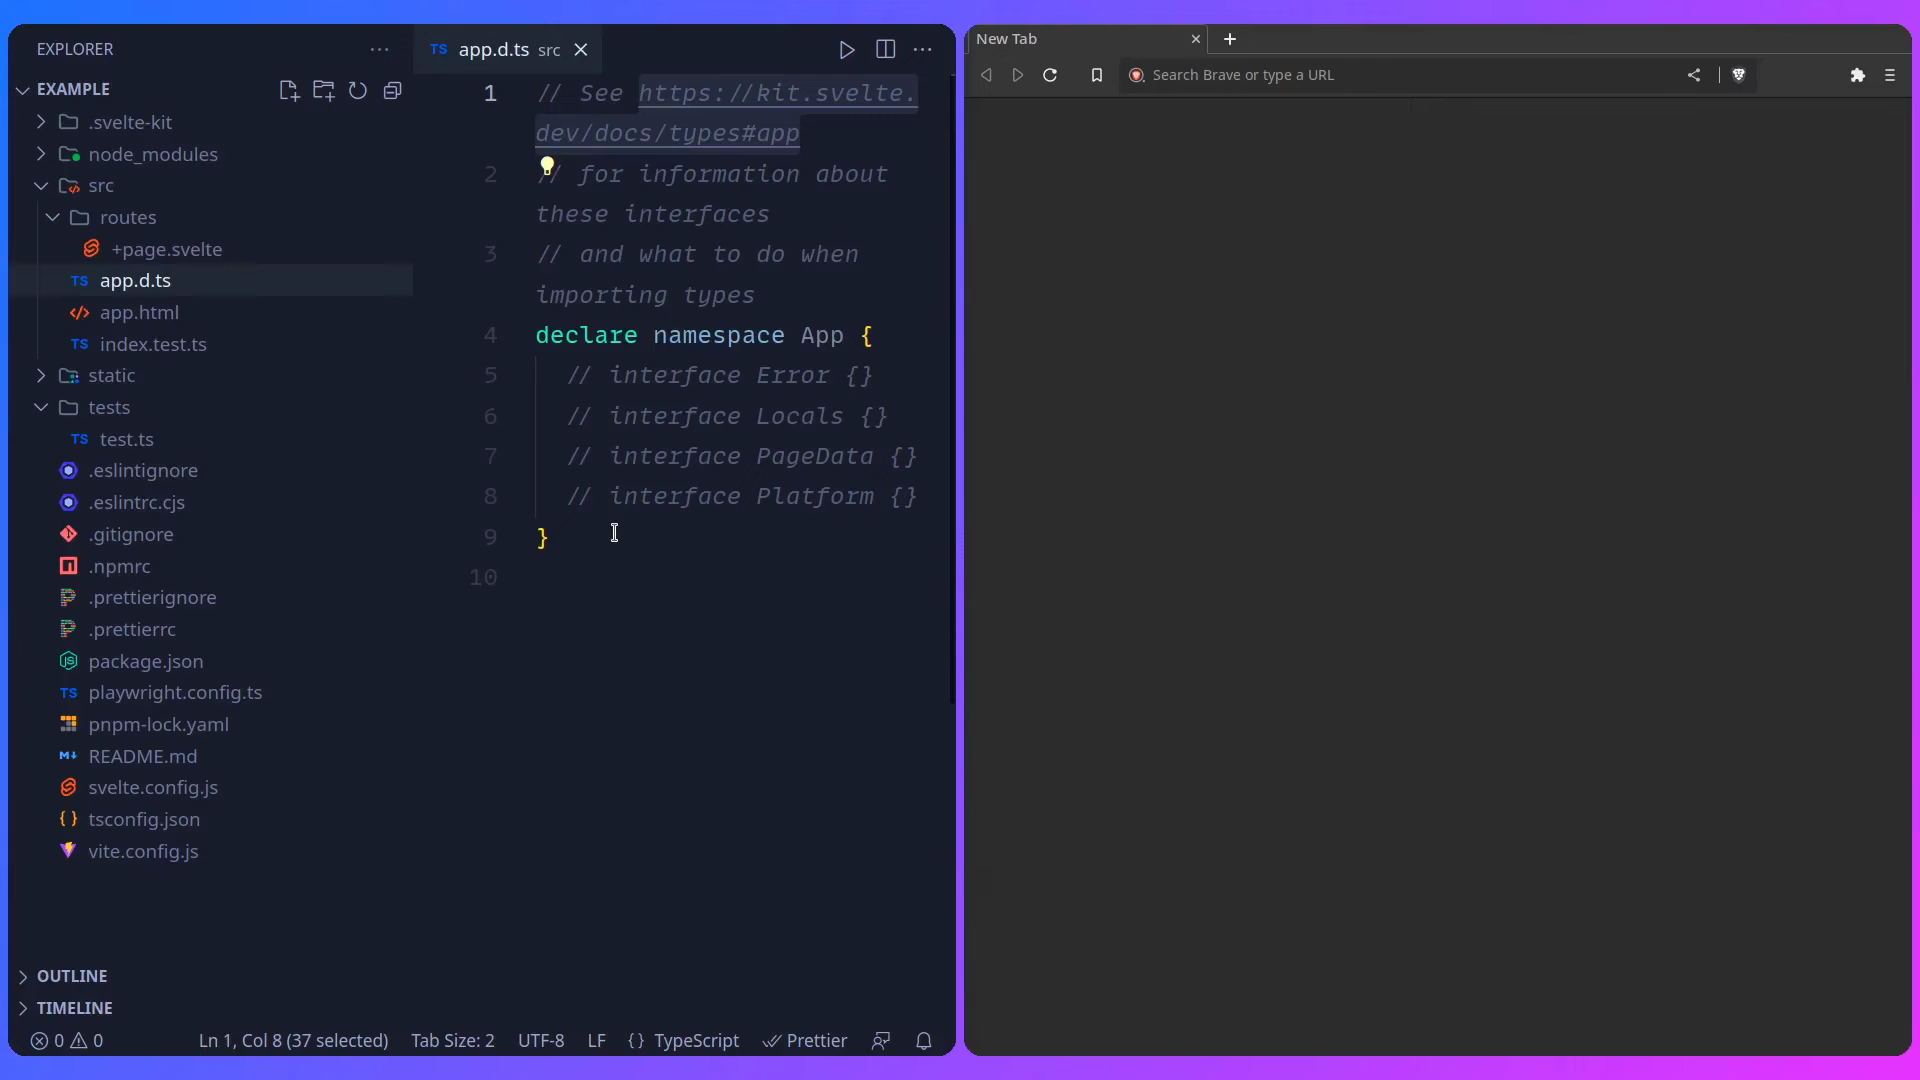 EXPLORER
EXAMPLE
.svelte-kit
node_modules
src
routes
+page.svelte
TS app.d.ts
app.html
index.test.ts
static
tests
TS test.ts
.eslintignore
.eslintrc.cjs
.gitignore
.npmrc
.prettierignore
.prettierrc
package.json
TS playwright.config.ts
pnpm-lock.yaml
README.md
svelte.config.js
tsconfig.json
vite.config.js
OUTLINE
TIMELINE
TS app.d.ts src
1 // See https://kit.svelte.
dev/docs/types#app
2 // for information about
these interfaces
3 // and what to do when
importing types
4 declare namespace App {
5 // interface Error {}
6 // interface Locals {}
7 // interface PageData {}
8 // interface Platform {}
9 }
10
0 0 Ln 1, Col 8 (37 selected) Tab Size: 2 UTF-8 LF {} TypeScript Prettier
New Tab
Search Brave or type a URL